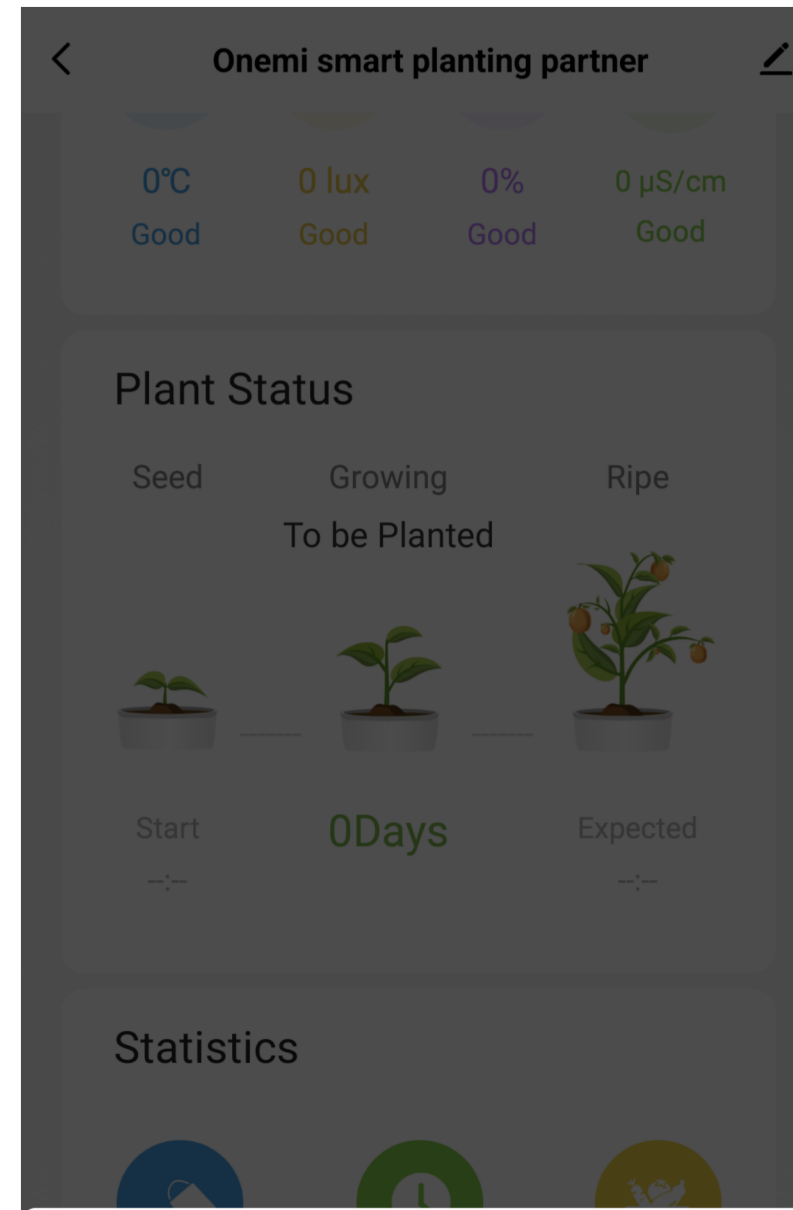 Onemi smart planting partner
0℃ 0 lux 0% 0 µS/cm
Good Good Good Good
Plant Status
Seed Growing Ripe
To be Planted
Start 0Days Expected
--:-- --:--
Statistics